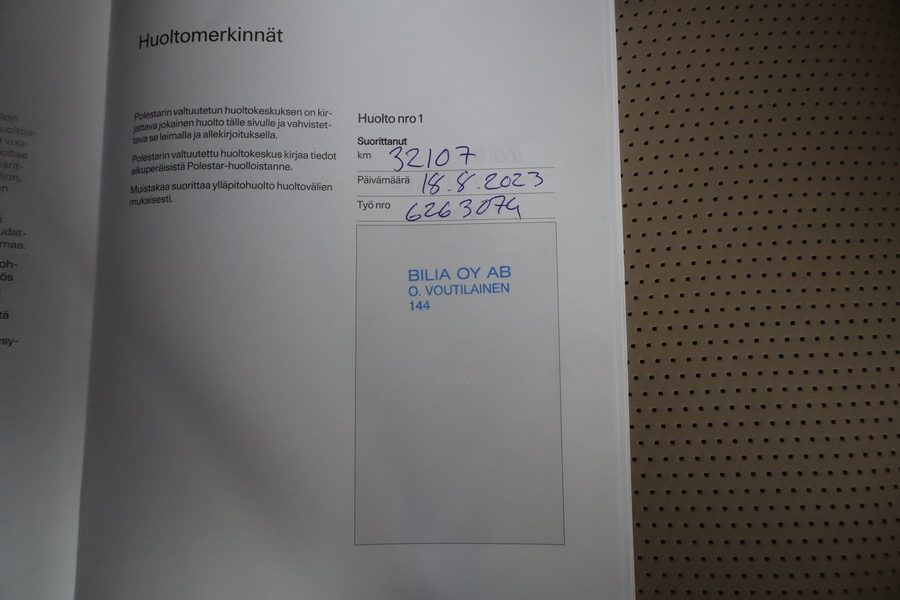 Huoltomerkinnät
Polestarin valtuutetun huoltokeskuksen on kir-
jattava jokainen huolto tälle sivulle ja vahvistet-
tava se leimalla ja allekirjoituksella.
Polestarin valtuutettu huoltokeskus kirjaa tiedot
alkuperäisistä Polestar-huolloistanne.
Muistakaa suorittaa ylläpitohuolto huoltovälien
mukaisesti.
Huolto nro 1
Suorittanut
km 32107
Päivämäärä 18.8.2023
Työ nro 6263074
BILIA OY AB
O. VOUTILAINEN
144